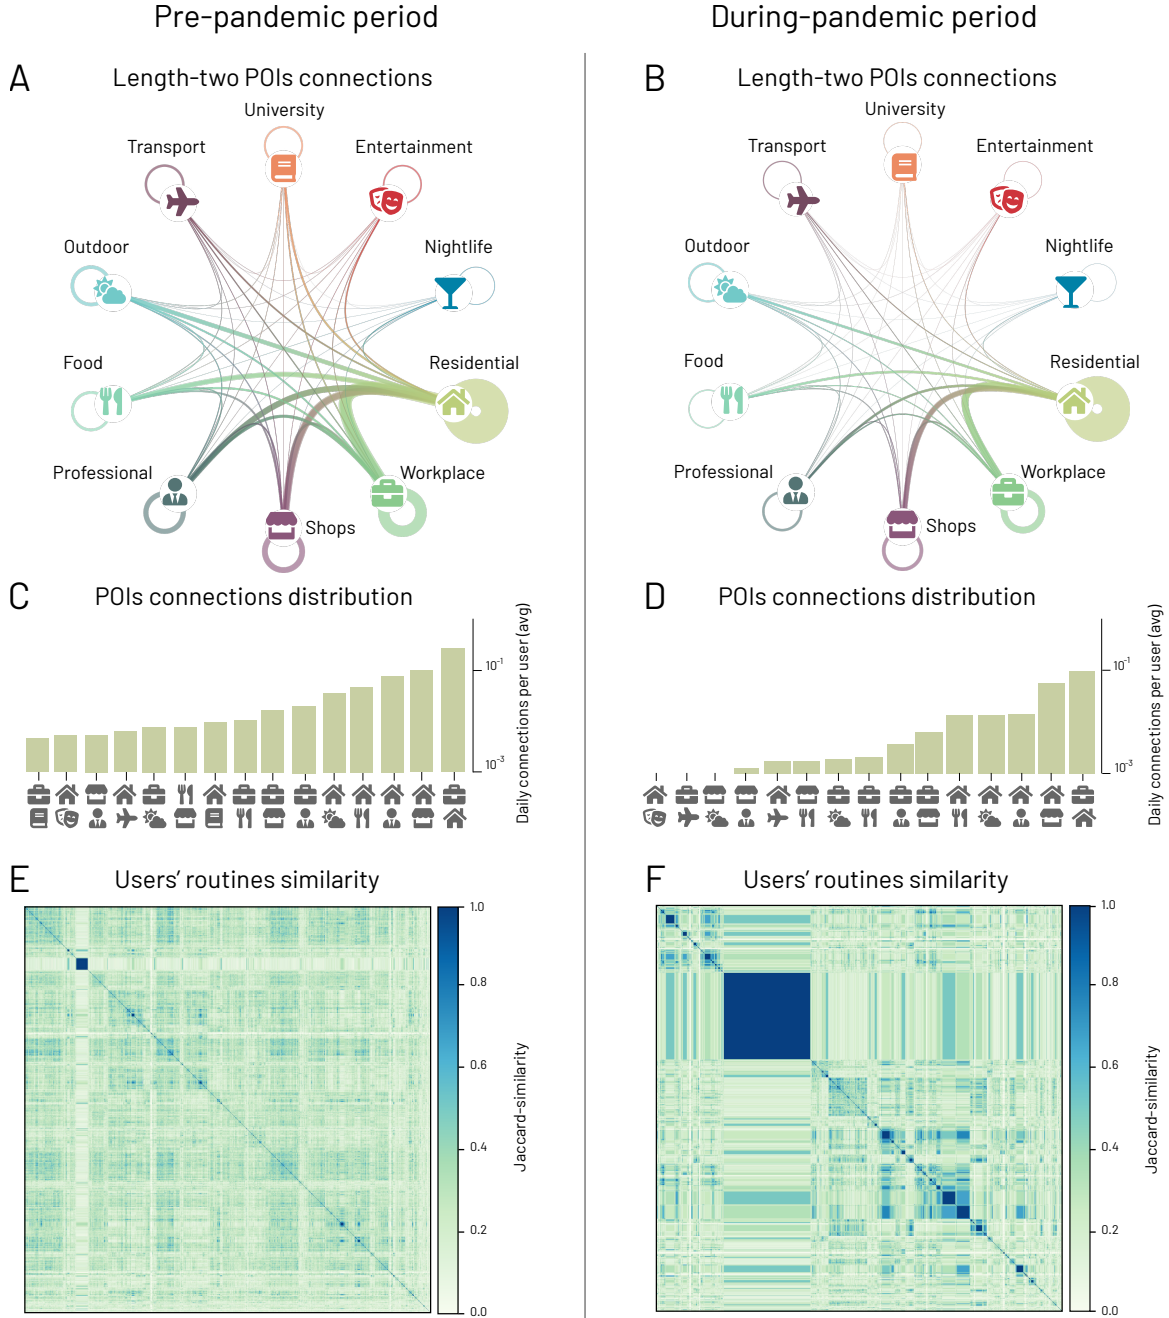 Pre-pandemic period
During-pandemic period
A
Length-two POIs connections
University
Transport
Entertainment
Outdoor
Nightlife
Food
Residential
Professional
Workplace
Shops
B
Length-two POIs connections
University
Transport
Entertainment
Outdoor
Nightlife
Food
Residential
Professional
Workplace
Shops
C
POIs connections distribution
Daily connections per user (avg)
10⁻¹
10⁻³
D
POIs connections distribution
Daily connections per user (avg)
10⁻¹
10⁻³
E
Users’ routines similarity
1.0
0.8
0.6
0.4
0.2
0.0
Jaccard-similarity
F
Users’ routines similarity
1.0
0.8
0.6
0.4
0.2
0.0
Jaccard-similarity